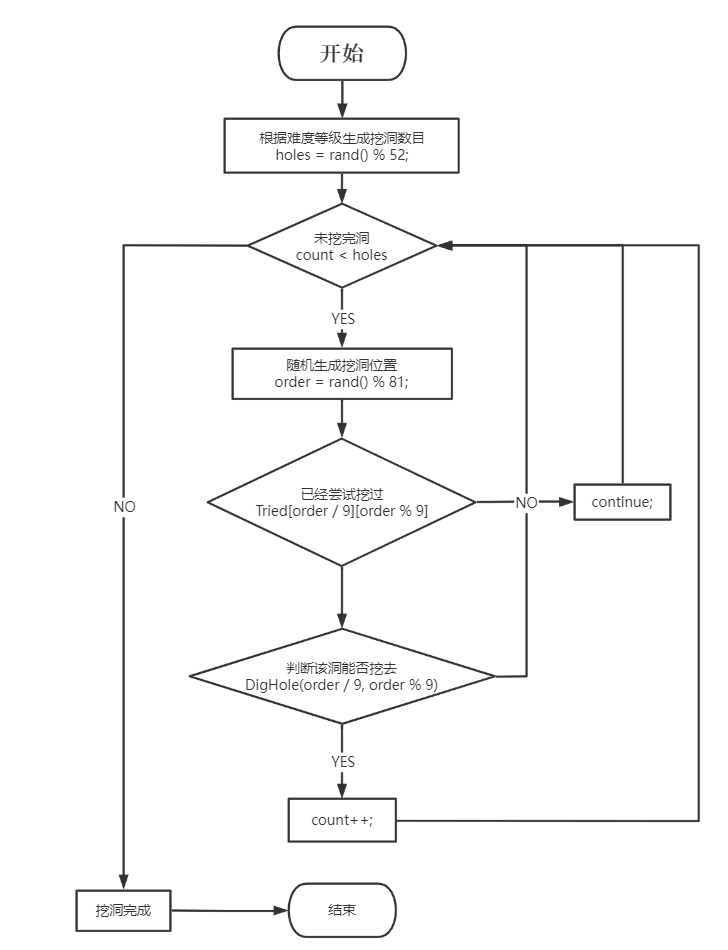 开始
根据难度等级生成挖洞数目
holes = rand() % 52;
未挖完洞
count < holes
YES
随机生成挖洞位置
order = rand() % 81;
已经尝试挖过
Tried[order / 9][order % 9]
NO
continue;
NO
判断该洞能否挖去
DigHole(order / 9, order % 9)
YES
count++;
挖洞完成
结束